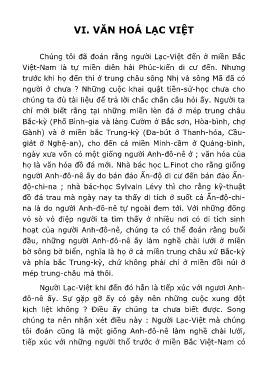 VI. VĂN HOÁ LẠC VIỆT
Chúng tôi đã đoán rằng người Lạc-Việt đến ở miền Bắc
Việt-Nam là tự miền diên hải Phúc-kiến di cư đến. Nhưng
trước khi họ đến thì ở trung châu sông Nhị và sông Mã đã có
người ở chưa ? Những cuộc khai quật tiền-sử-học chưa cho
chúng ta đủ tài liệu để trả lời chắc chắn câu hỏi ấy. Người ta
chỉ mới biết rằng tại những miền lèn đá ở mép trung châu
Bắc-kỳ (Phố Bình-gia và làng Cườm ở Bắc sơn, Hòa-bình, chợ
Gành) và ở miền bắc Trung-kỳ (Đa-bút ở Thanh-hóa, Cầu-
giát ở Nghệ-an), cho đến cả miền Minh-cầm ở Quảng-bình,
ngày xưa vốn có một giống người Anh-đô-nê ở ; văn hóa của
họ là văn hóa đồ đá mới. Nhà bác học L.Finot cho rằng giống
người Anh-đô-nê ấy do bán đảo Ấn-độ di cư đến bán đảo Ấn-
độ-chi-na ; nhà bác-học Sylvain Lévy thì cho rằng kỹ-thuật
đồ đá trau mà ngày nay ta thấy di tích ở suốt cả Ấn-độ-chi-
na là do người Anh-đô-nê tự ngoài đem tới. Với những đống
vỏ sò vỏ điệp người ta tìm thấy ở nhiều nơi có di tích sinh
hoạt của người Anh-đô-nê, chúng ta có thể đoán rằng buổi
đầu, những người Anh-đô-nê ấy làm nghề chài lưới ở miền
bờ sông bờ biển, nghĩa là họ ở cả miền trung châu xứ Bắc-kỳ
và phía bắc Trung-kỳ, chứ không phải chỉ ở miền đồi núi ở
mép trung-châu mà thôi.
Người Lạc-Việt khi đến đó hẳn là tiếp xúc với người Anh-
đô-nê ấy. Sự gặp gỡ ấy có gây nên những cuộc xung đột
kịch liệt không ? Điều ấy chúng ta chưa biết được. Song
chúng ta nên nhận xét điều này : Người Lạc-Việt mà chúng
tôi đoán cũng là một giống Anh-đô-nê làm nghề chài lưới,
tiếp xúc với những người thổ trước ở miền Bắc Việt-Nam có